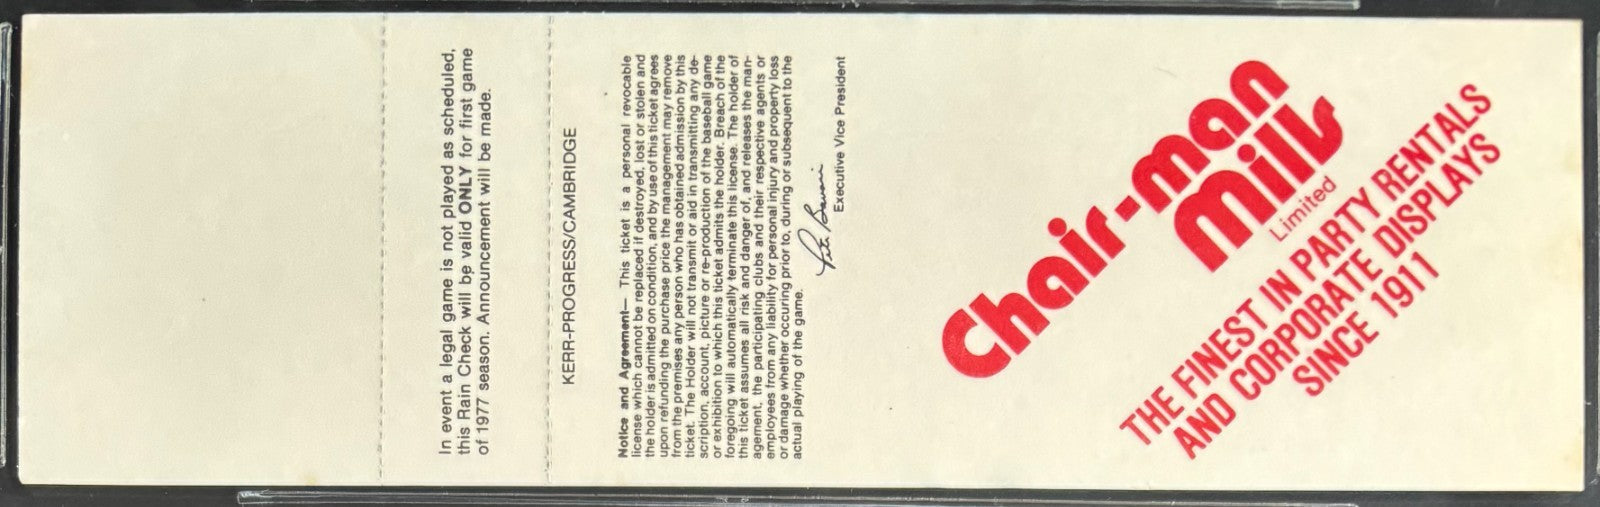 In event a legal game is not played as scheduled,
this Rain Check will be valid ONLY for first game
of 1977 season. Announcement will be made.
KERR-PROGRESS/CAMBRIDGE
Notice and Agreement— This ticket is a personal revocable
license which cannot be replaced if destroyed, lost or stolen and
the holder is admitted on condition, and by use of this ticket agrees
upon refunding the purchase price the management may remove
from the premises any person who has obtained admission by this
ticket. The Holder will not transmit or aid in transmitting any de-
scription, account, picture or re-production of the baseball game
or exhibition to which this ticket admits the holder. Breach of the
foregoing will automatically terminate this license. The holder of
this ticket assumes all risk and danger of, and releases the man-
agement, the participating clubs and their respective agents or
employees from any liability for personal injury and property loss
or damage whether occuring prior to, during or subsequent to the
actual playing of the game.
Executive Vice President
Chair-man
Mills
Limited
THE FINEST IN PARTY RENTALS
AND CORPORATE DISPLAYS
SINCE 1911